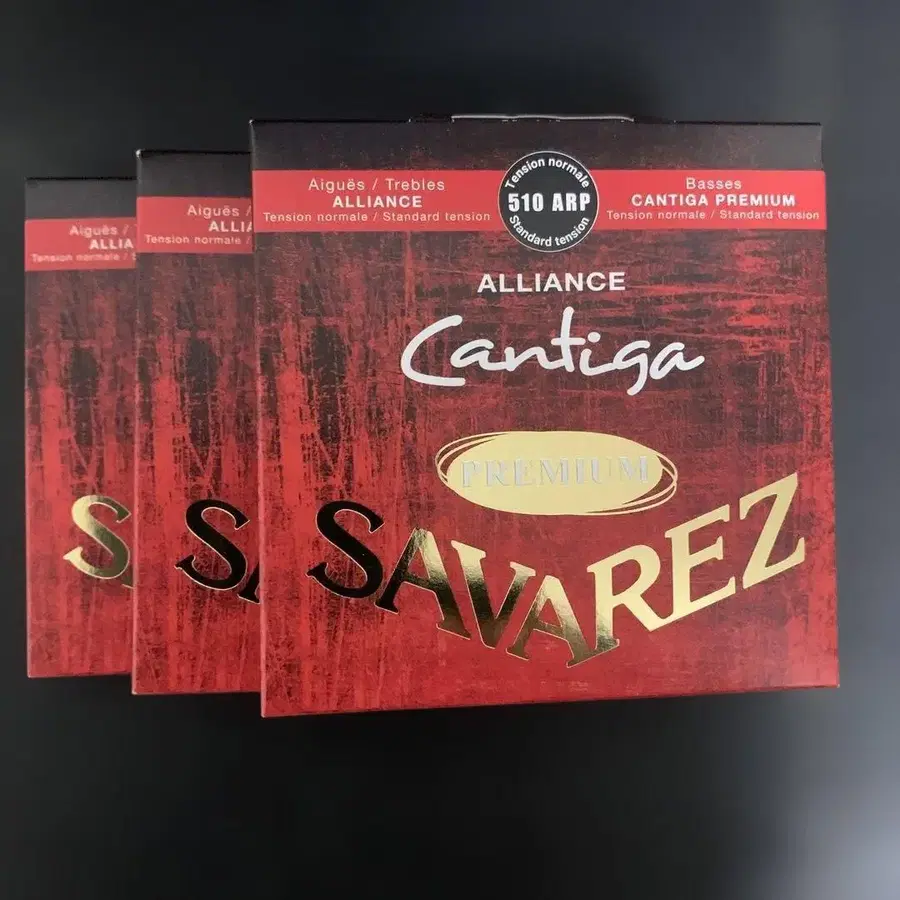 Aiguës / Trebles
ALLIANCE
Tension normale / Standard tension
Tension normale
510 ARP
Standard tension
Basses
CANTIGA PREMIUM
Tension normale / Standard tension
ALLIANCE
Cantiga
PREMIUM
SAVAREZ
Aiguës /
ALLIA
Tension normale /
SA
Aiguës /
ALLIA
Tension normale / S
SA